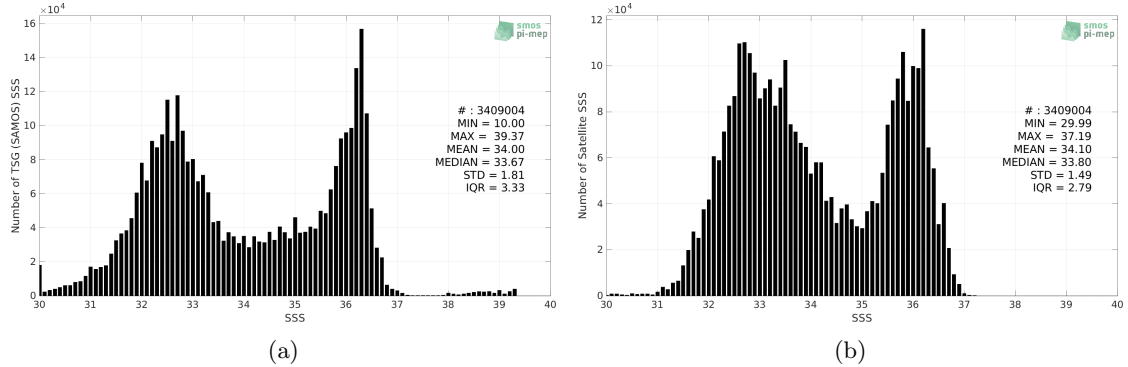 ×10⁴
16
14
12
10
8
6
4
2
0
Number of TSG (SAMOS) SSS
30 31 32 33 34 35 36 37 38 39 40
SSS
smos
pi-mep
# : 3409004
MIN = 10.00
MAX = 39.37
MEAN = 34.00
MEDIAN = 33.67
STD = 1.81
IQR = 3.33
(a)
×10⁴
12
10
8
6
4
2
0
Number of Satellite SSS
30 31 32 33 34 35 36 37 38 39 40
SSS
smos
pi-mep
# : 3409004
MIN = 29.99
MAX = 37.19
MEAN = 34.10
MEDIAN = 33.80
STD = 1.49
IQR = 2.79
(b)